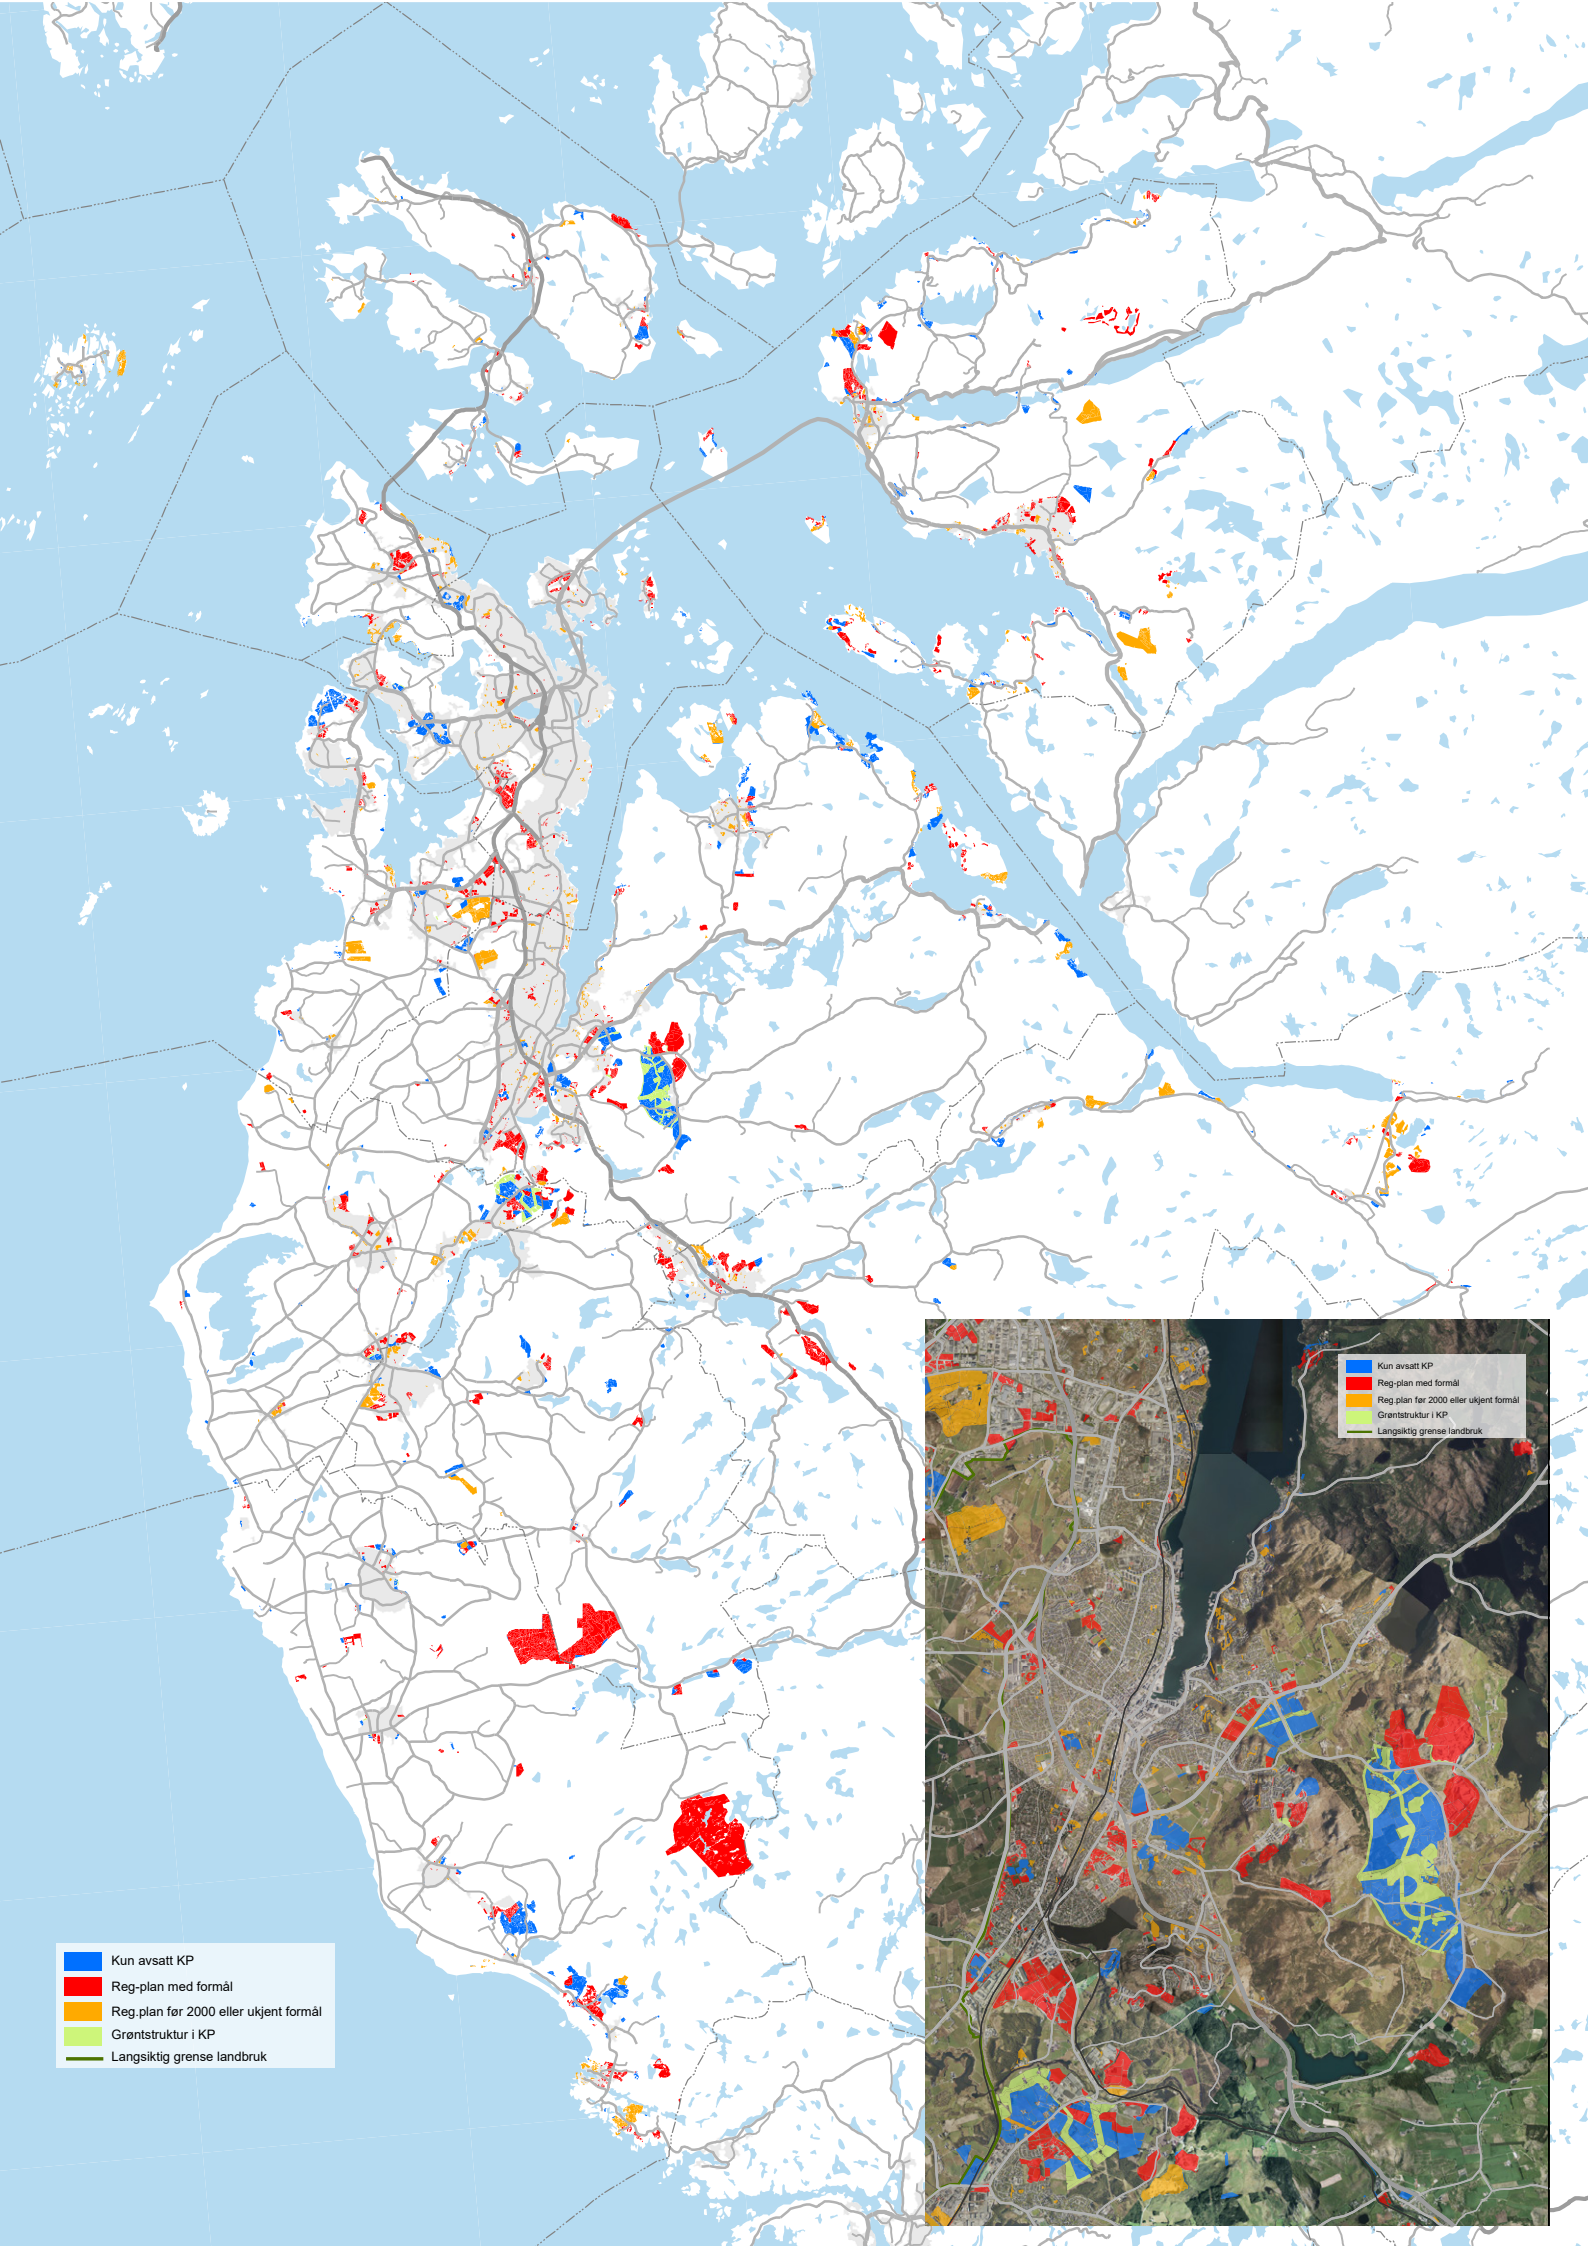 Kun avsatt KP
Reg-plan med formål
Reg.plan før 2000 eller ukjent formål
Grøntstruktur i KP
Langsiktig grense landbruk
Kun avsatt KP
Reg-plan med formål
Reg.plan før 2000 eller ukjent formål
Grøntstruktur i KP
Langsiktig grense landbruk